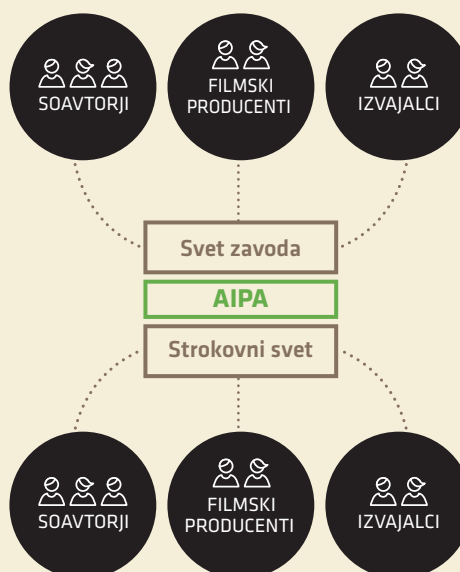 SOAVTORJI
FILMSKI
PRODUCENTI
IZVAJALCI
Svet zavoda
AIPA
Strokovni svet
SOAVTORJI
FILMSKI
PRODUCENTI
IZVAJALCI